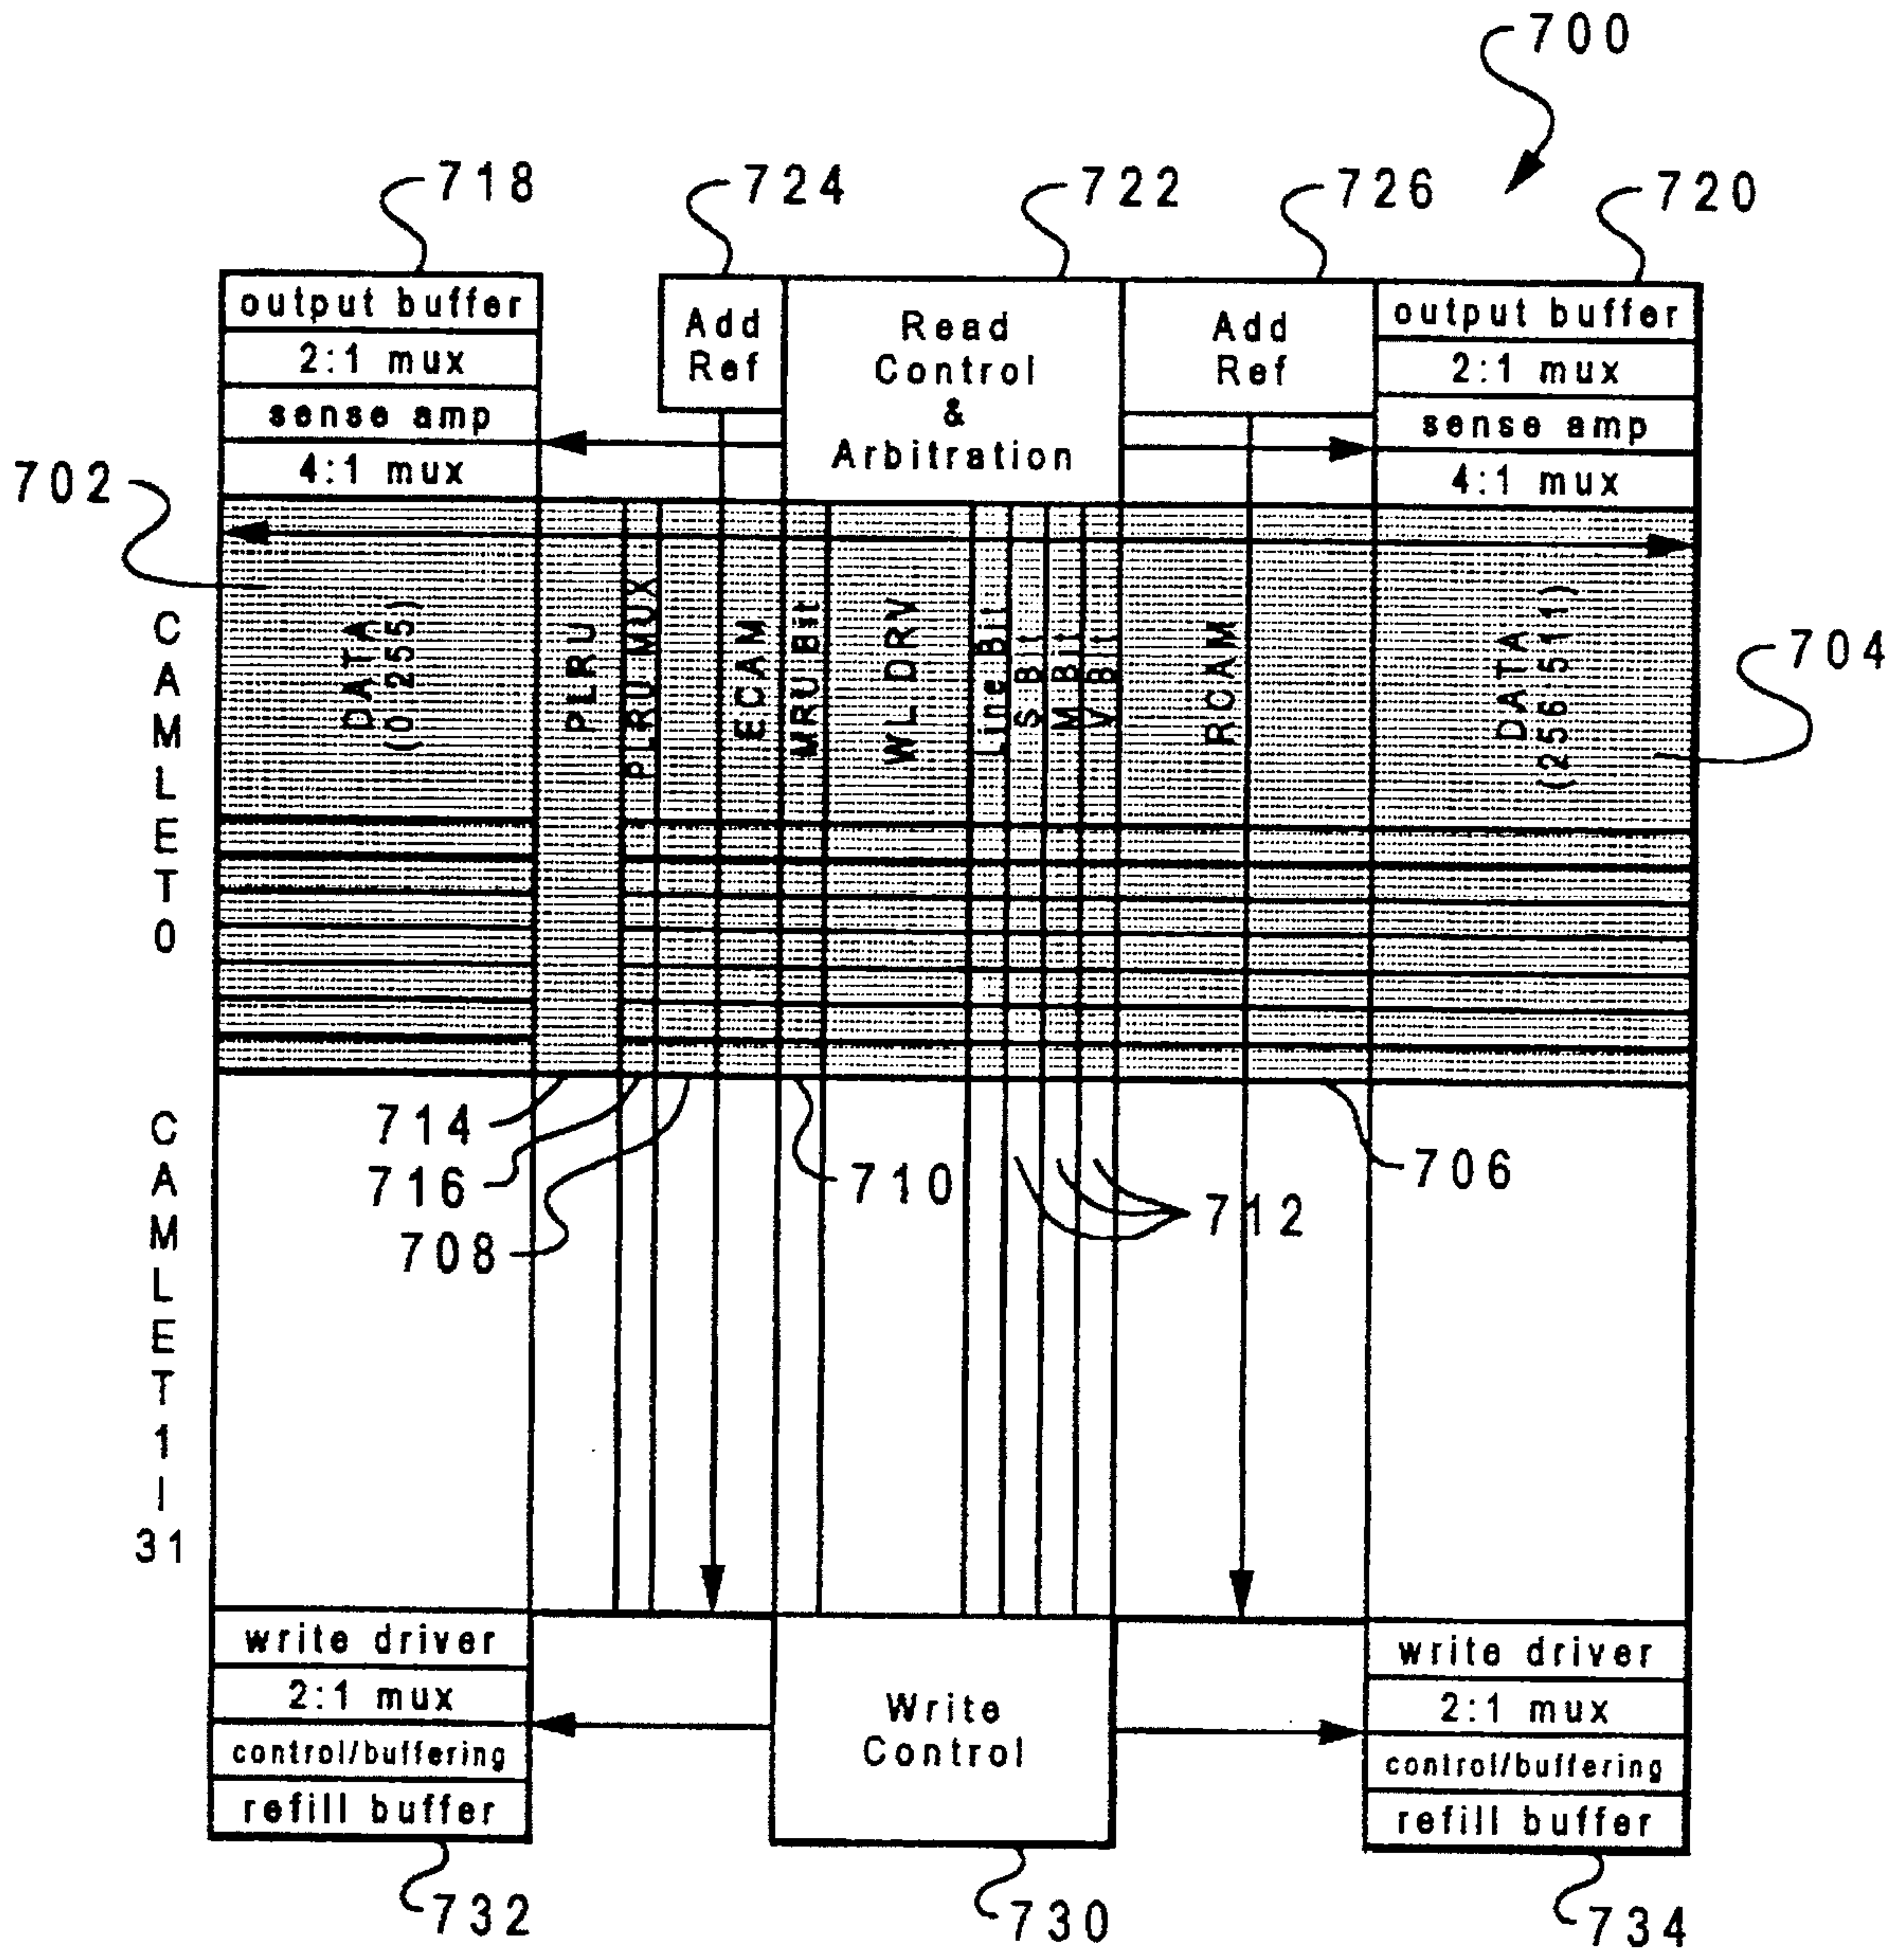 700
718
724
722
726
720
output buffer
2:1 mux
sense amp
4:1 mux
Add
Ref
Read
Control
&
Arbitration
Add
Ref
output buffer
2:1 mux
sense amp
4:1 mux
702
704
CAMLET 0
DATA
(0:255)
PLRU
PLRU MUX
ECAM
MRU Bit
WL DRV
Line Bit
S Bit
M Bit
V Bit
RCAM
DATA
(256:511)
714
716
708
710
712
706
CAMLET 1
|
31
write driver
2:1 mux
control/buffering
refill buffer
Write
Control
write driver
2:1 mux
control/buffering
refill buffer
732
730
734